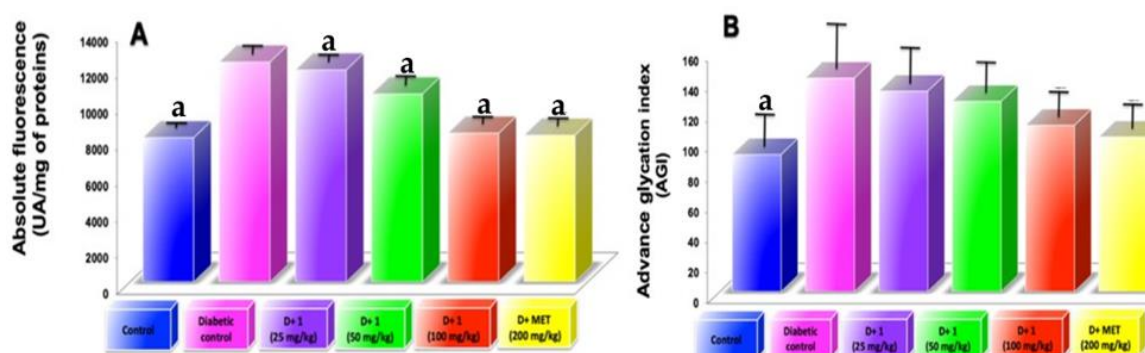 A
Absolute fluorescence
(UA/mg of proteins)
14000
12000
10000
8000
6000
4000
2000
0
a
a
a
a
a
Control
Diabetic
control
D+ 1
(25 mg/kg)
D+ 1
(50 mg/kg)
D+ 1
(100 mg/kg)
D+ MET
(200 mg/kg)
B
Advance glycation index
(AGI)
160
140
120
100
80
60
40
20
0
a
Control
Diabetic
control
D+ 1
(25 mg/kg)
D+ 1
(50 mg/kg)
D+ 1
(100 mg/kg)
D+ MET
(200 mg/kg)